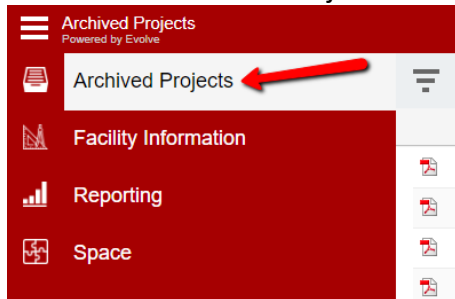 Archived Projects
Powered by Evolve
Archived Projects
Facility Information
Reporting
Space